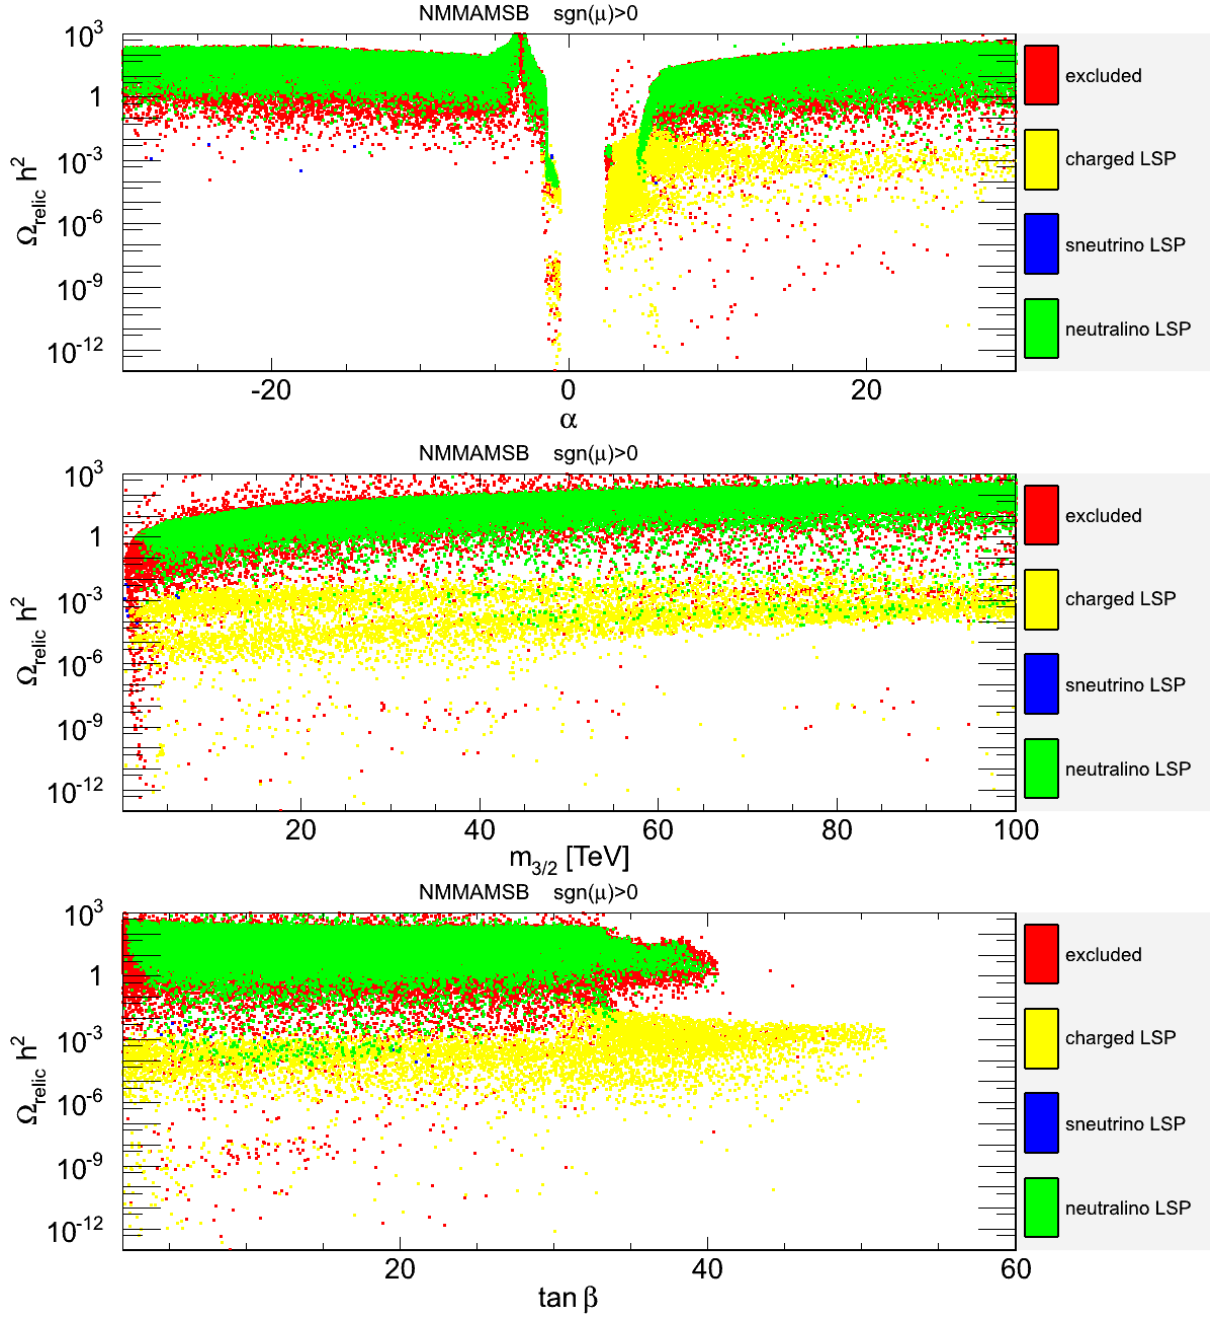 NMMAMSB sgn(μ)>0
10³
1
10⁻³
10⁻⁶
10⁻⁹
10⁻¹²
Ω_relic h²
-20 0 20
α
excluded
charged LSP
sneutrino LSP
neutralino LSP
NMMAMSB sgn(μ)>0
10³
1
10⁻³
10⁻⁶
10⁻⁹
10⁻¹²
Ω_relic h²
20 40 60 80 100
m_3/2 [TeV]
excluded
charged LSP
sneutrino LSP
neutralino LSP
NMMAMSB sgn(μ)>0
10³
1
10⁻³
10⁻⁶
10⁻⁹
10⁻¹²
Ω_relic h²
20 40 60
tan β
excluded
charged LSP
sneutrino LSP
neutralino LSP